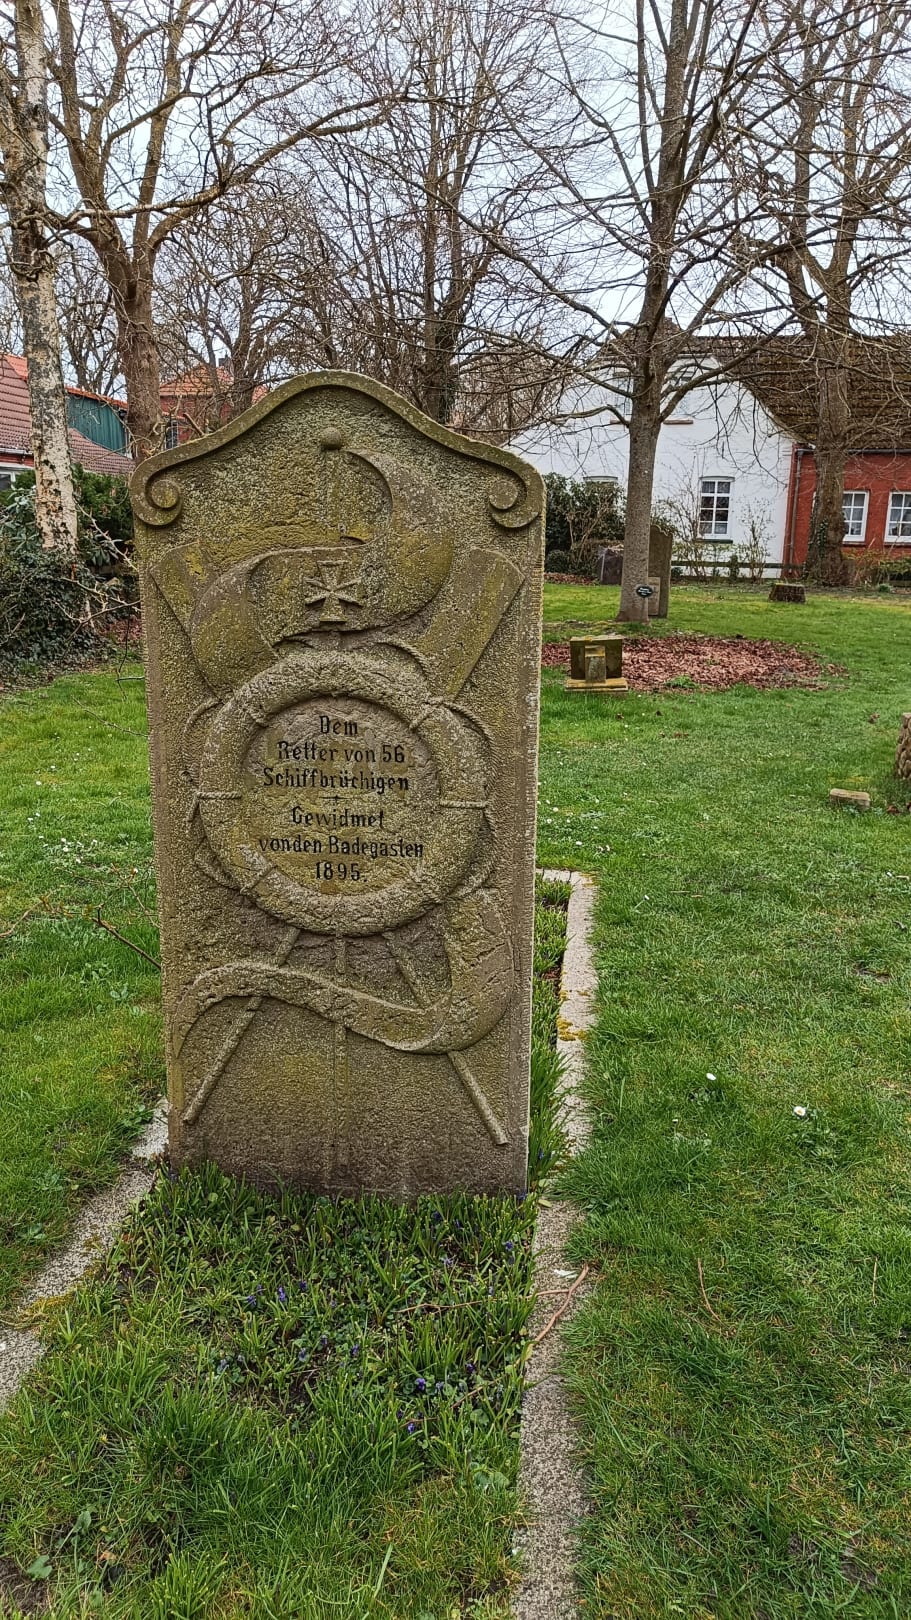 Dem
Retter von 56
Schiffbrüchigen
Gewidmet
von den Badegästen
1895.